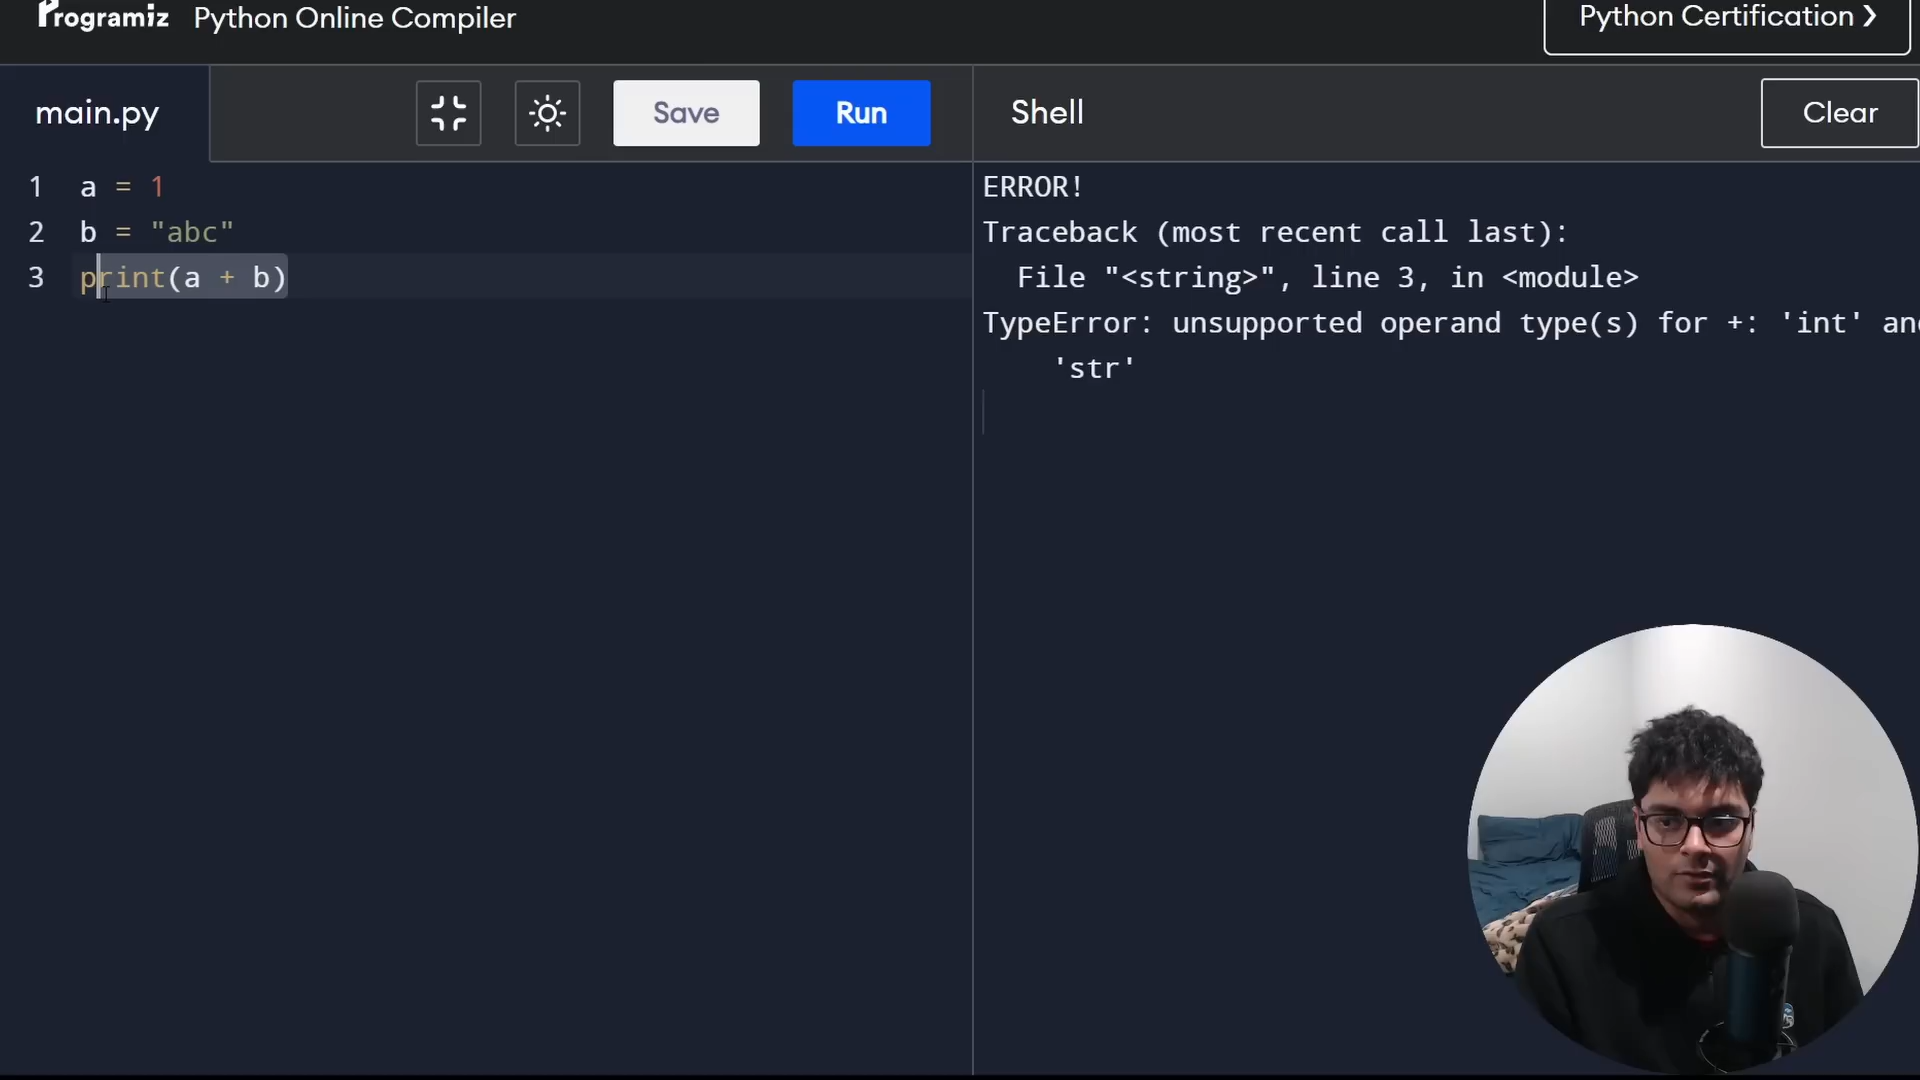 Programiz Python Online Compiler
Python Certification ❯
main.py
Save
Run
Shell
Clear
1 a = 1
2 b = "abc"
3 print(a + b)
ERROR!
Traceback (most recent call last):
File "<string>", line 3, in <module>
TypeError: unsupported operand type(s) for +: 'int' and
'str'